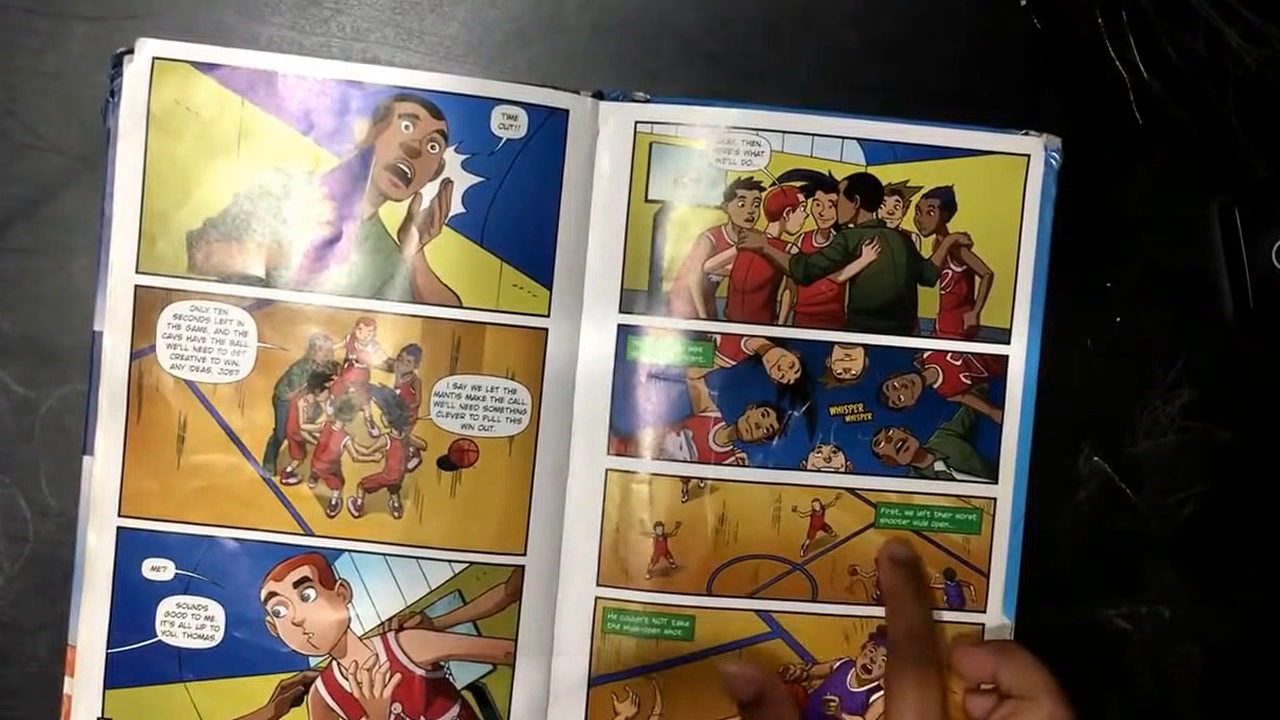 TIME
OUT!!
ONLY TEN
SECONDS LEFT IN
THE GAME, AND THE
CAVS HAVE THE BALL.
WE'LL NEED TO GET
CREATIVE TO WIN.
ANY IDEAS, JOE?
I SAY WE LET THE
MANTIS MAKE THE CALL.
WE'LL NEED SOMETHING
CLEVER TO PULL THIS
WIN OUT.
ME?
SOUNDS
GOOD TO ME.
IT'S ALL UP TO
YOU, THOMAS.
OKAY, THEN
HERE'S WHAT
WE'LL DO...
WHISPER
WHISPER
First, we left their worst
shooter wide open...
He couldn't NOT take
the wide-open shot.